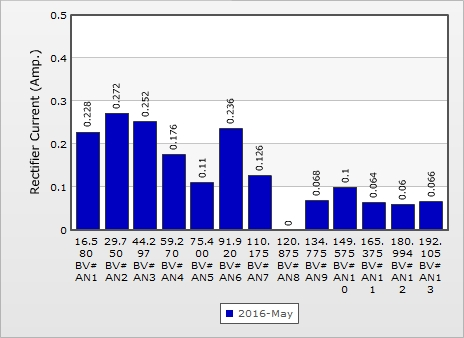 Rectifier Current (Amp.)
0.5
0.4
0.3
0.2
0.1
0
0.228
0.272
0.252
0.176
0.11
0.236
0.126
0
0.068
0.1
0.064
0.06
0.066
16.5 29.7 44.2 59.2 75.4 91.9 110. 120. 134. 149. 165. 180. 192.
80 50 97 70 00 20 175 875 775 575 375 994 105
BV# BV# BV# BV# BV# BV# BV# BV# BV# BV# BV# BV# BV#
AN1 AN2 AN3 AN4 AN5 AN6 AN7 AN8 AN9 AN1 AN1 AN1 AN1
0 1 2 3
2016-May